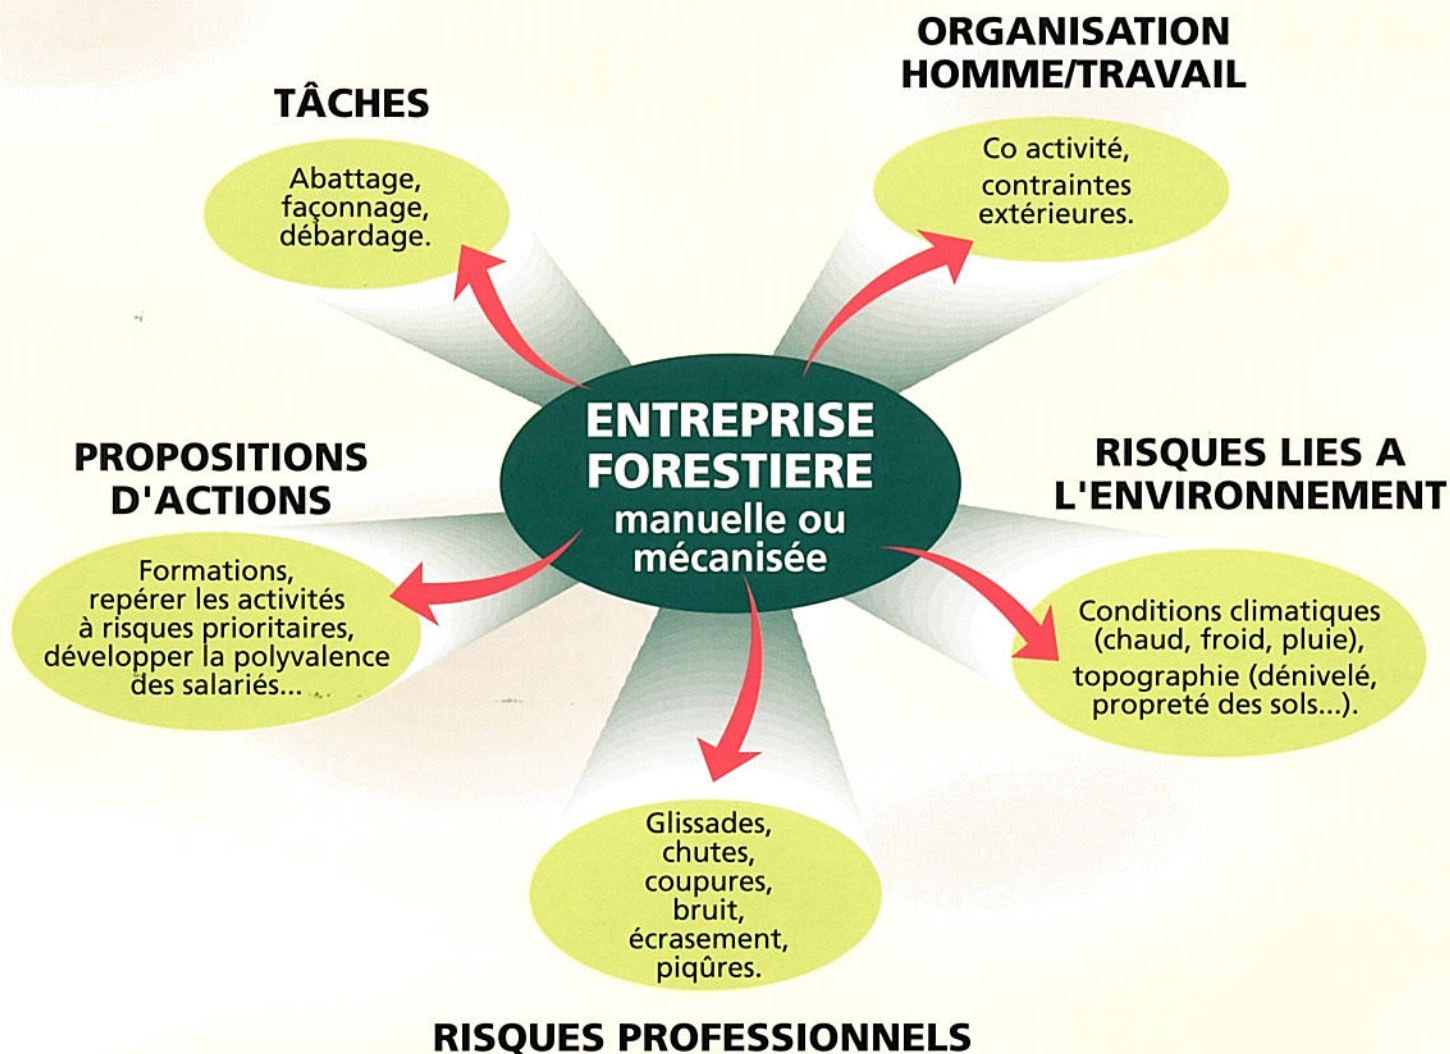 ORGANISATION
HOMME/TRAVAIL
Co activité,
contraintes
extérieures.
TÂCHES
Abattage,
façonnage,
débardage.
ENTREPRISE
FORESTIERE
manuelle ou
mécanisée
PROPOSITIONS
D'ACTIONS
Formations,
repérer les activités
à risques prioritaires,
développer la polyvalence
des salariés...
RISQUES LIES A
L'ENVIRONNEMENT
Conditions climatiques
(chaud, froid, pluie),
topographie (dénivelé,
propreté des sols...).
Glissades,
chutes,
coupures,
bruit,
écrasement,
piqûres.
RISQUES PROFESSIONNELS